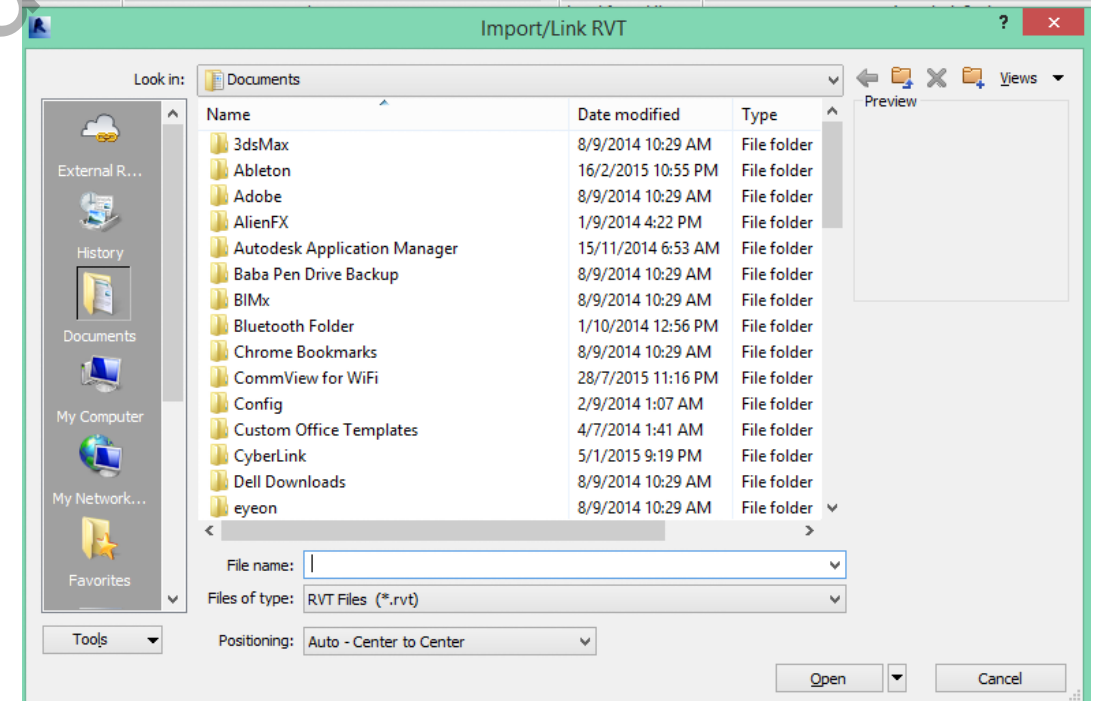 Import/Link RVT
?
Look in: Documents Views
Name Date modified Type Preview
3dsMax 8/9/2014 10:29 AM File folder
External R... Ableton 16/2/2015 10:55 PM File folder
Adobe 8/9/2014 10:29 AM File folder
AlienFX 1/9/2014 4:22 PM File folder
History Autodesk Application Manager 15/11/2014 6:53 AM File folder
Baba Pen Drive Backup 8/9/2014 10:29 AM File folder
BIMx 8/9/2014 10:29 AM File folder
Documents Bluetooth Folder 1/10/2014 12:56 PM File folder
Chrome Bookmarks 8/9/2014 10:29 AM File folder
CommView for WiFi 28/7/2015 11:16 PM File folder
My Computer Config 2/9/2014 1:07 AM File folder
Custom Office Templates 4/7/2014 1:41 AM File folder
CyberLink 5/1/2015 9:19 PM File folder
My Network... Dell Downloads 8/9/2014 10:29 AM File folder
eyeon 8/9/2014 10:29 AM File folder
File name:
Favorites
Files of type: RVT Files (*.rvt)
Tools Positioning: Auto - Center to Center
Open Cancel